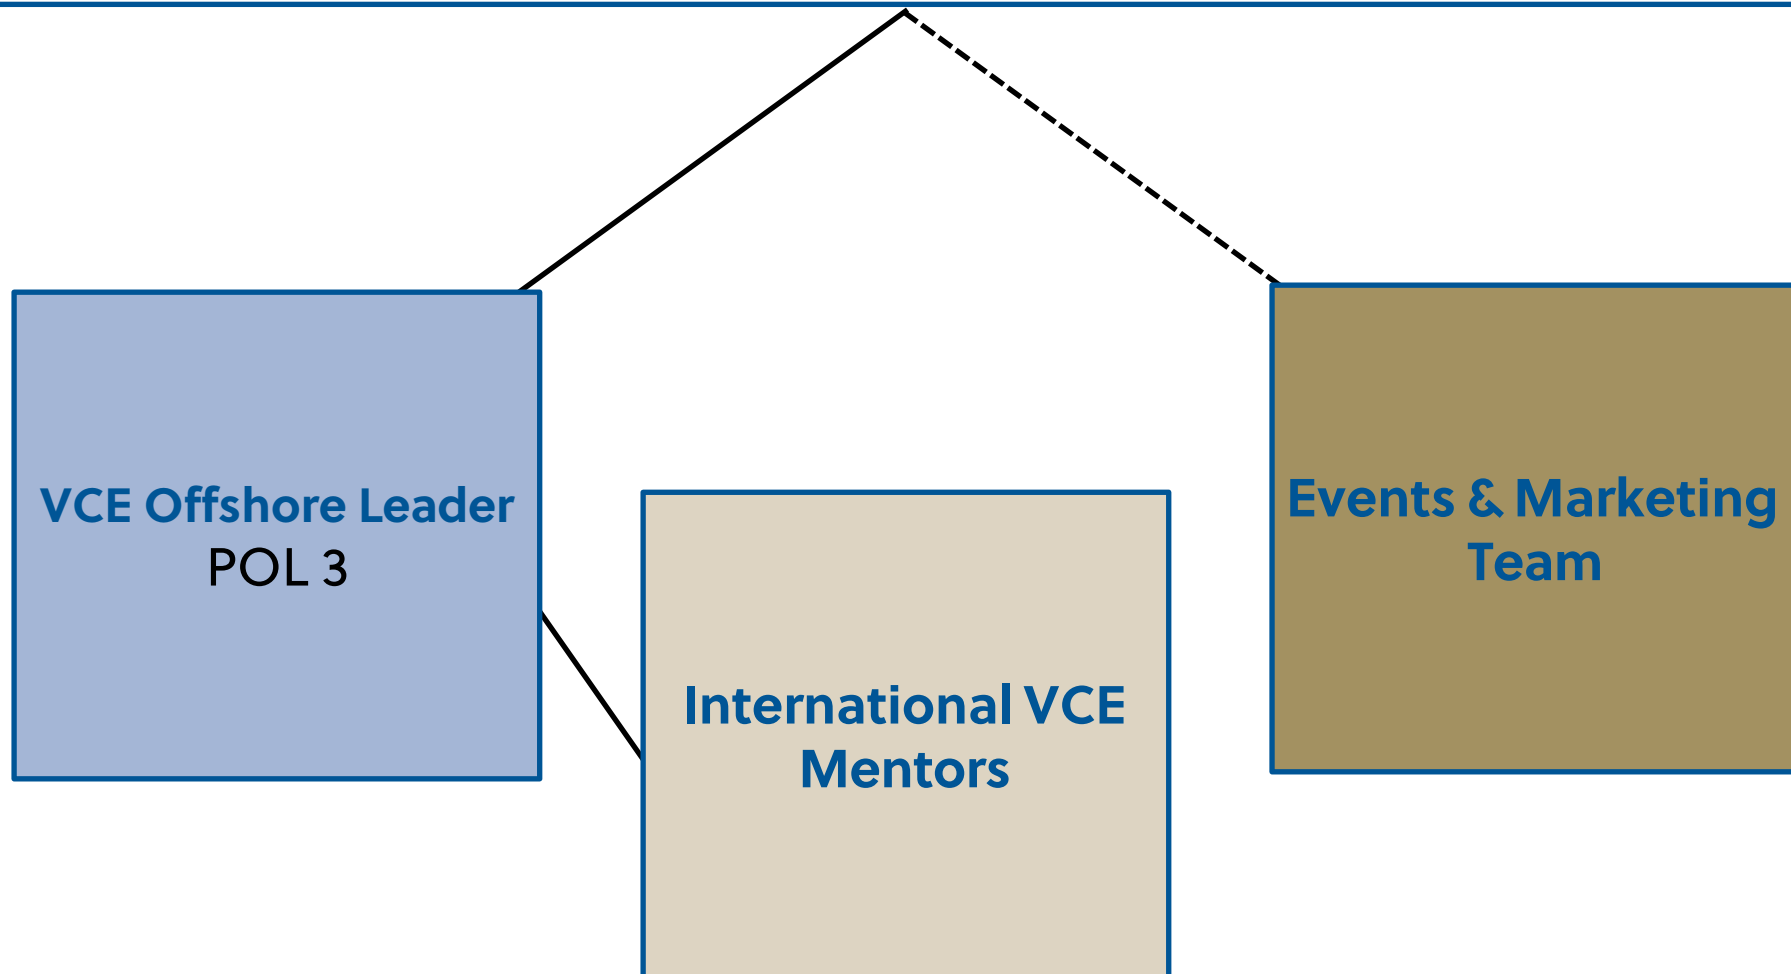 VCE Offshore Leader
POL 3
International VCE
Mentors
Events & Marketing
Team